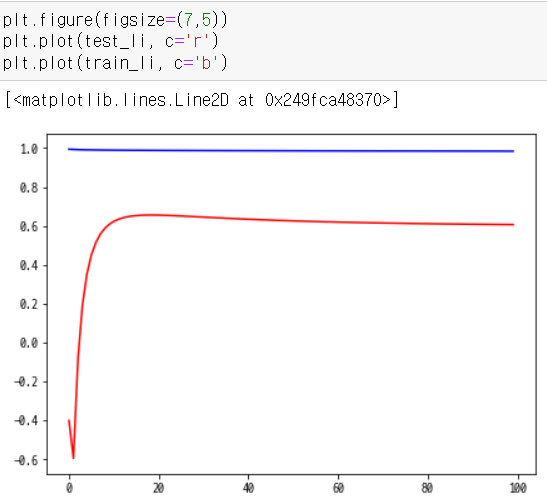 plt.figure(figsize=(7,5))
plt.plot(test_li, c='r')
plt.plot(train_li, c='b')
[<matplotlib.lines.Line2D at 0x249fca48370>]
1.0
0.8
0.6
0.4
0.2
0.0
−0.2
−0.4
−0.6
0 20 40 60 80 100